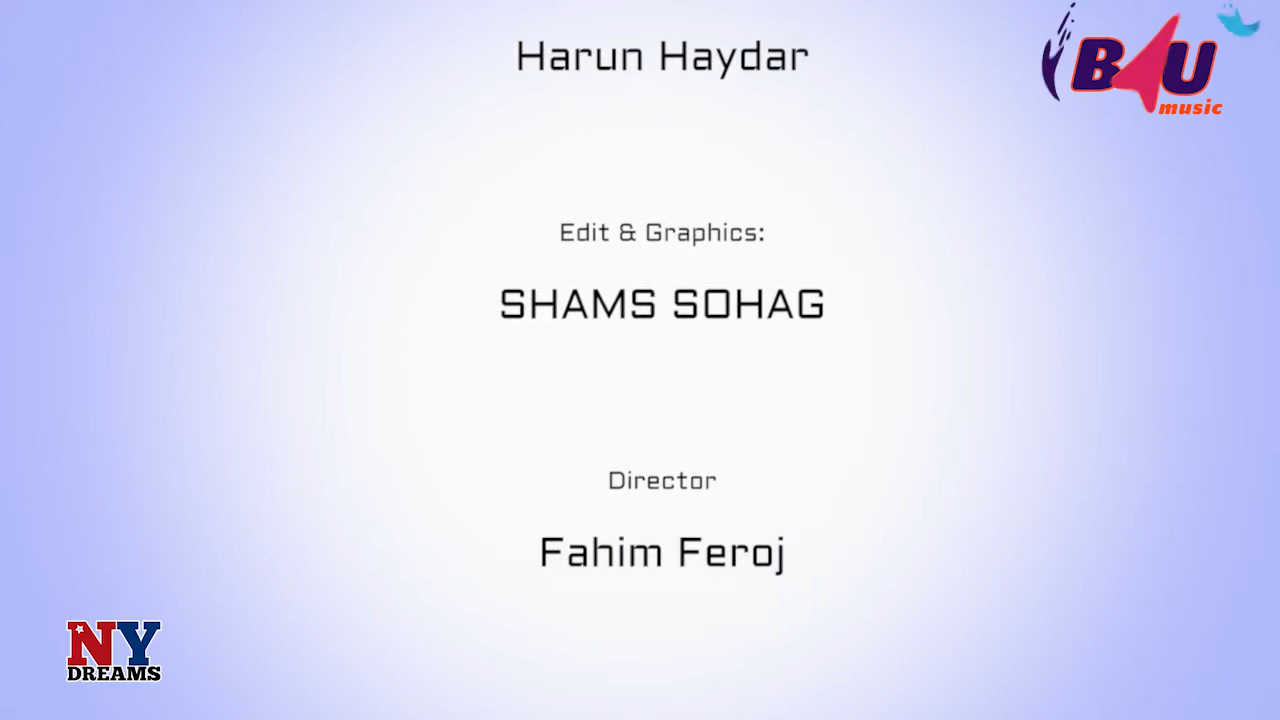 Harun Haydar
B4U
music
Edit & Graphics:
SHAMS SOHAG
Director
Fahim Feroj
NY
DREAMS